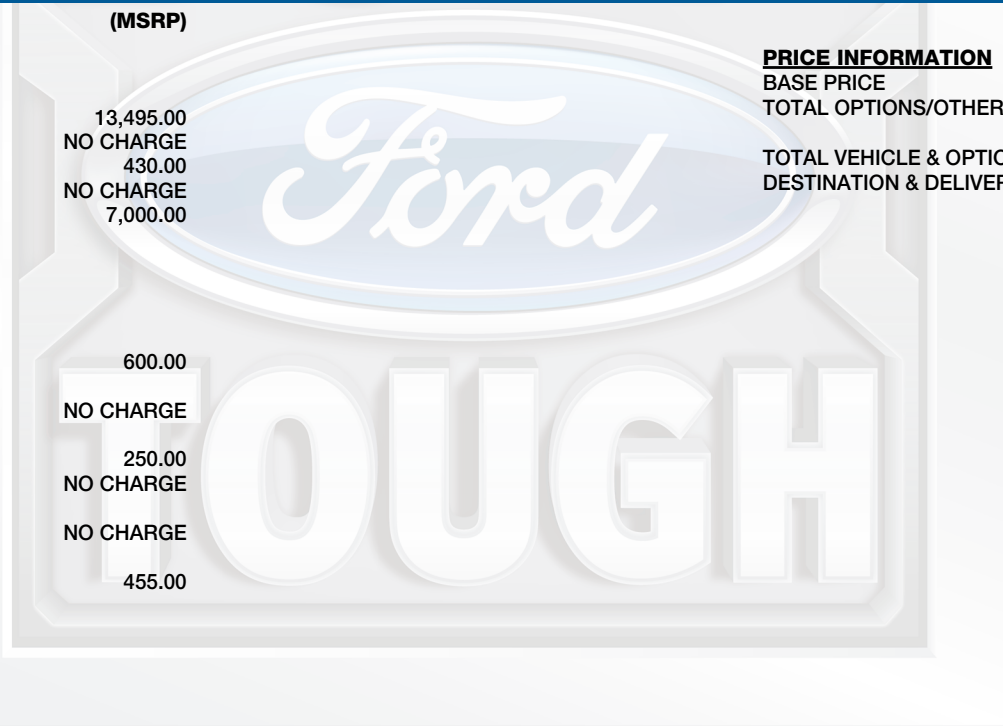 (MSRP)
13,495.00
NO CHARGE
430.00
NO CHARGE
7,000.00
600.00
NO CHARGE
250.00
NO CHARGE
NO CHARGE
455.00
PRICE INFORMATION
BASE PRICE
TOTAL OPTIONS/OTHER
TOTAL VEHICLE & OPTIO
DESTINATION & DELIVER
Ford
TOUGH